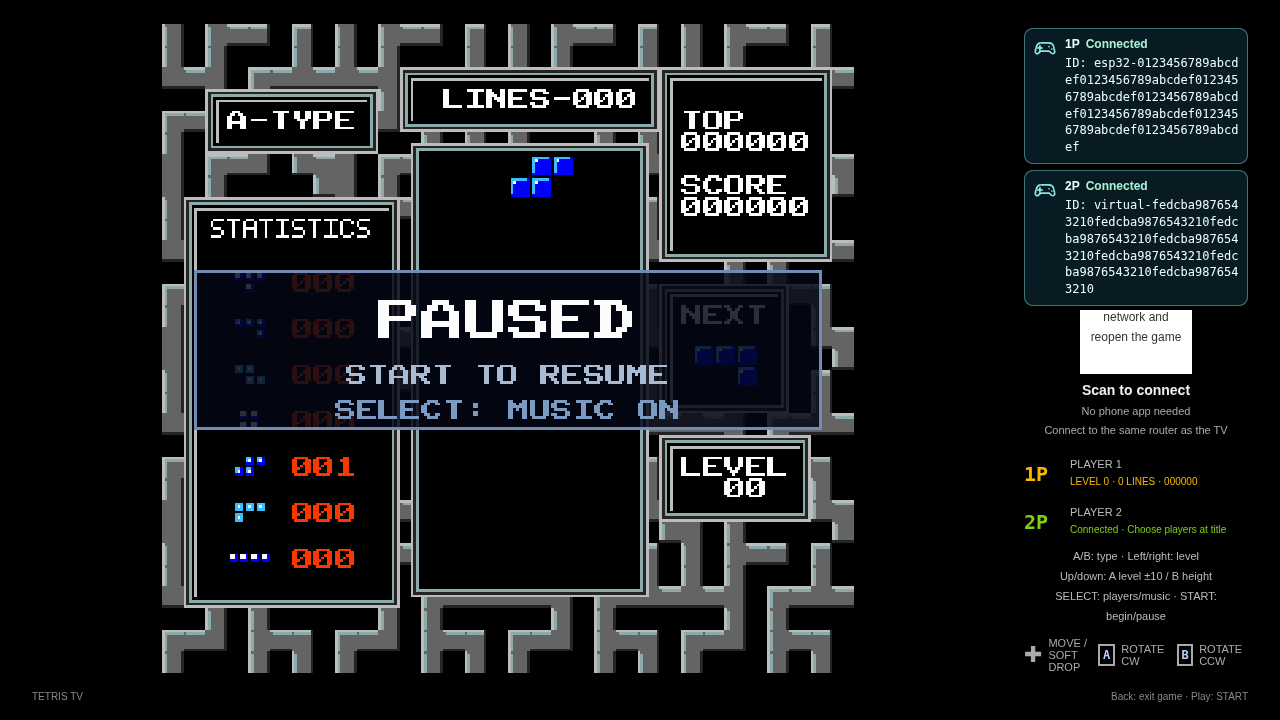 A-TYPE
LINES-000
TOP
000000
SCORE
000000
STATISTICS
000
000
000
000
001
000
000
PAUSED
START TO RESUME
SELECT: MUSIC ON
NEXT
LEVEL
00
1P Connected
ID: esp32-0123456789abcd
ef0123456789abcdef012345
6789abcdef0123456789abcd
ef0123456789abcdef012345
6789abcdef0123456789abcd
ef
2P Connected
ID: virtual-fedcba987654
3210fedcba9876543210fedc
ba9876543210fedcba987654
3210fedcba9876543210fedc
ba9876543210fedcba987654
3210
network and
reopen the game
Scan to connect
No phone app needed
Connect to the same router as the TV
1P
PLAYER 1
LEVEL 0 · 0 LINES · 000000
2P
PLAYER 2
Connected · Choose players at title
A/B: type · Left/right: level
Up/down: A level ±10 / B height
SELECT: players/music · START:
begin/pause
MOVE /
SOFT
DROP
A
ROTATE
CW
B
ROTATE
CCW
TETRIS TV
Back: exit game · Play: START